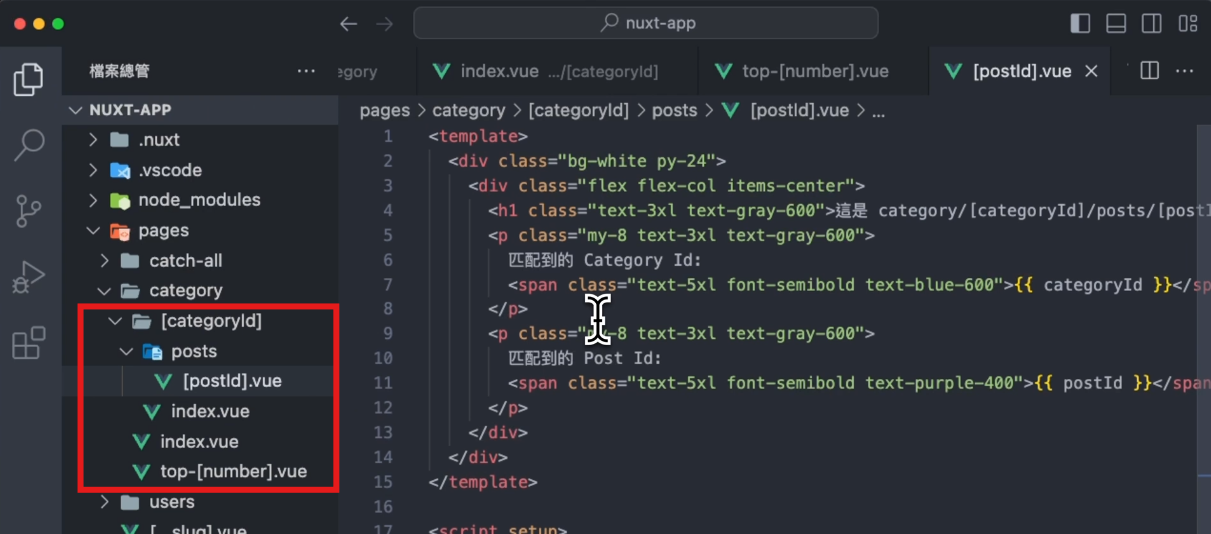 nuxt-app
檔案總管 ...
egory
index.vue .../[categoryId]
top-[number].vue
[postId].vue
NUXT-APP
.nuxt
.vscode
node_modules
pages
catch-all
category
[categoryId]
posts
[postId].vue
index.vue
index.vue
top-[number].vue
users
[...slug].vue
pages > category > [categoryId] > posts > [postId].vue > ...
1 <template>
2 <div class="bg-white py-24">
3 <div class="flex flex-col items-center">
4 <h1 class="text-3xl text-gray-600">這是 category/[categoryId]/posts/[postI
5 <p class="my-8 text-3xl text-gray-600">
6 匹配到的 Category Id:
7 <span class="text-5xl font-semibold text-blue-600">{{ categoryId }}</sp
8 </p>
9 <p class="my-8 text-3xl text-gray-600">
10 匹配到的 Post Id:
11 <span class="text-5xl font-semibold text-purple-400">{{ postId }}</span
12 </p>
13 </div>
14 </div>
15 </template>
16
17 <script setup>